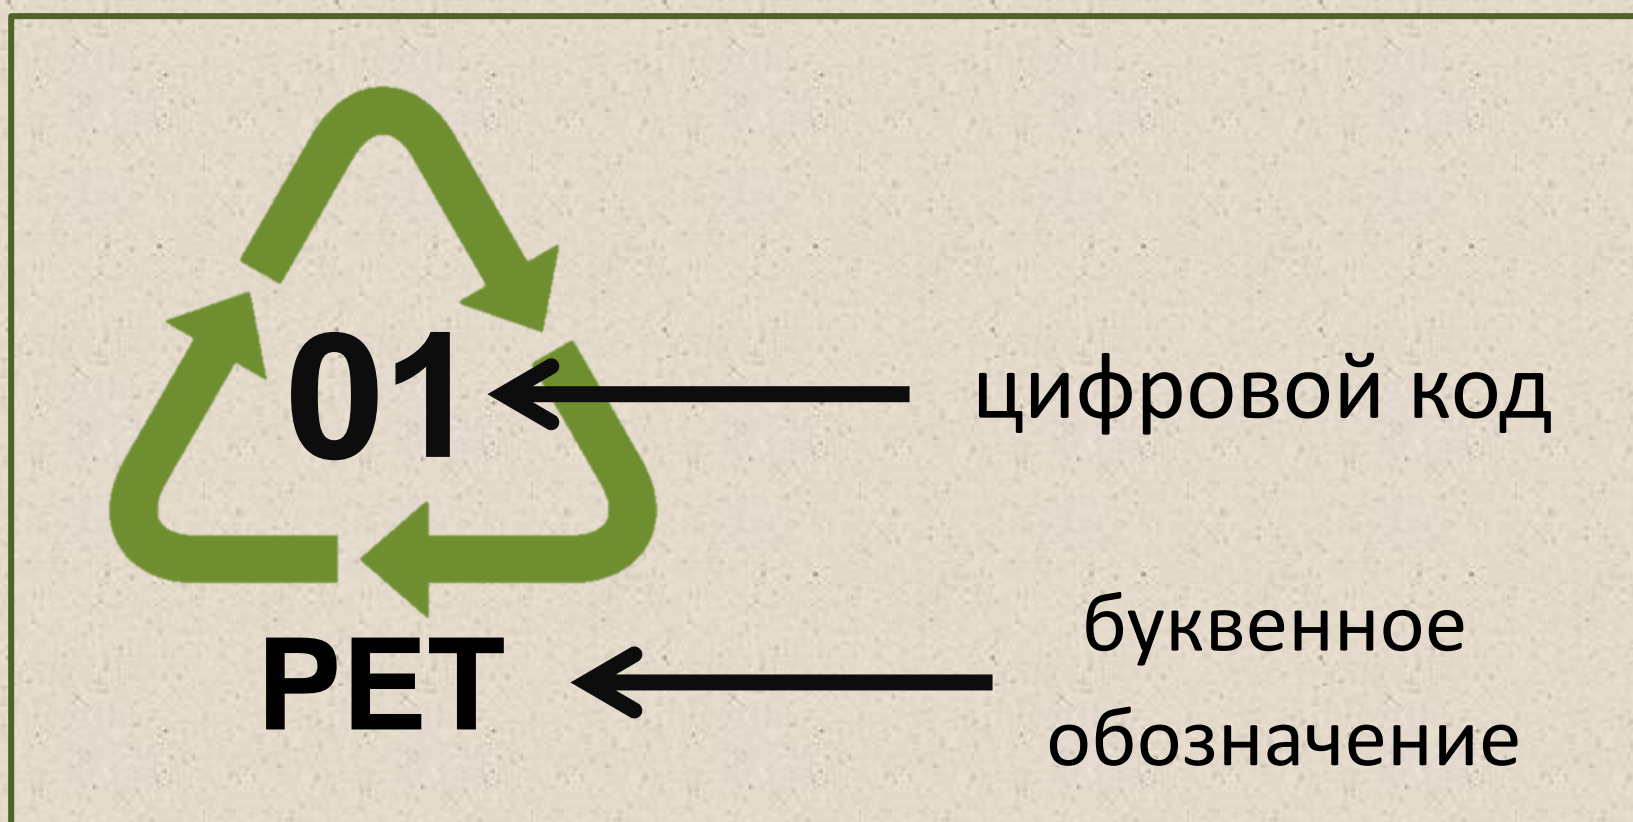 01
цифровой код
PET
буквенное
обозначение